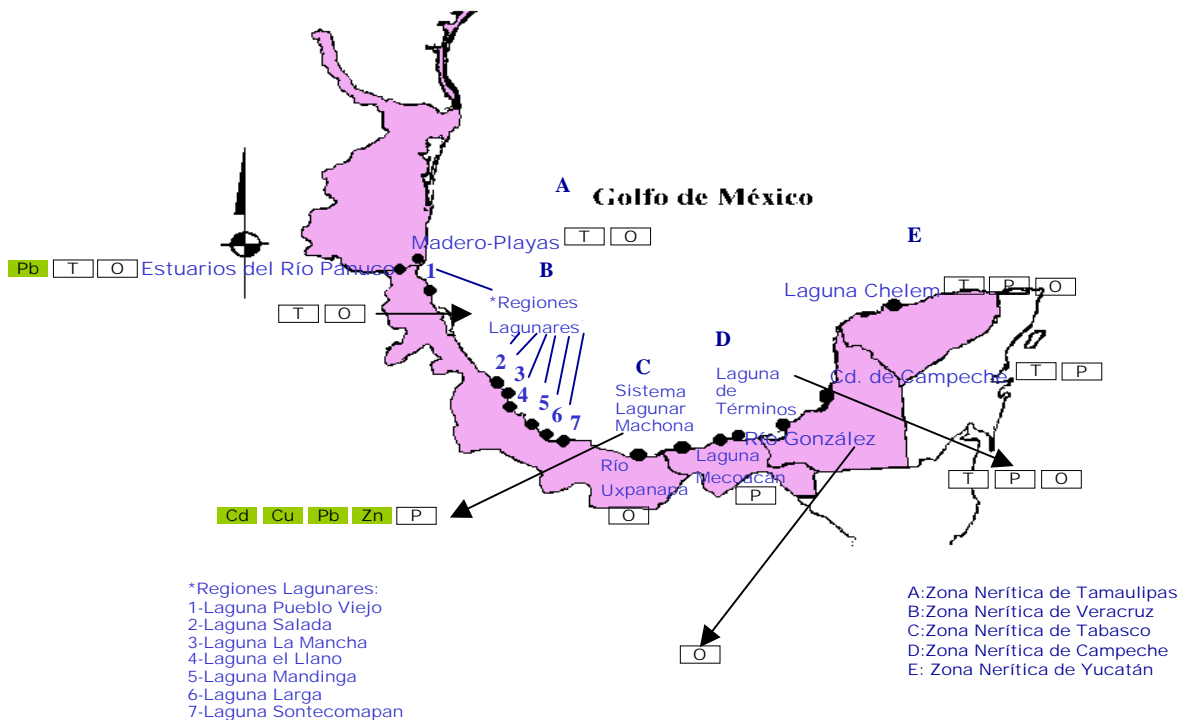 A
Golfo de México
Madero-Playas T O
E
Pb T O Estuarios del Río Pánuco
1
B
Laguna Chelem T P O
*Regiones
Lagunares
T O
2
3
4
5
6
7
C
Sistema
Lagunar
Machona
D
Laguna
de
Términos
Cd. de Campeche T P
Río González
Laguna
Mecoacán
P
Río
Uxpanapa
O
T P O
Cd Cu Pb Zn P
O
*Regiones Lagunares:
1-Laguna Pueblo Viejo
2-Laguna Salada
3-Laguna La Mancha
4-Laguna el Llano
5-Laguna Mandinga
6-Laguna Larga
7-Laguna Sontecomapan
A:Zona Nerítica de Tamaulipas
B:Zona Nerítica de Veracruz
C:Zona Nerítica de Tabasco
D:Zona Nerítica de Campeche
E: Zona Nerítica de Yucatán